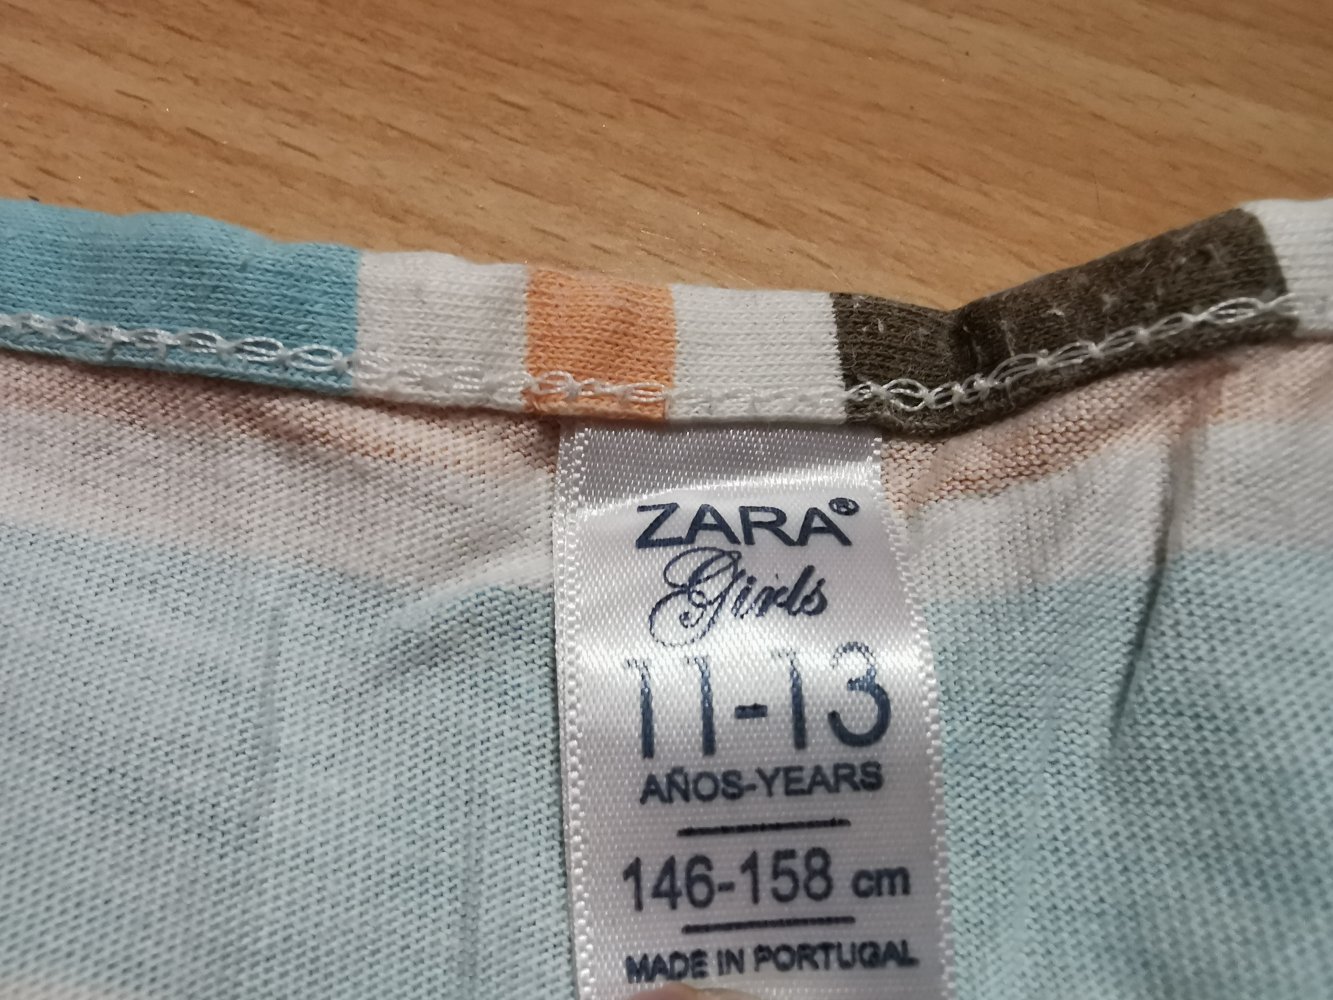 ZARA®
Girls
11-13
AÑOS-YEARS
146-158 cm
MADE IN PORTUGAL